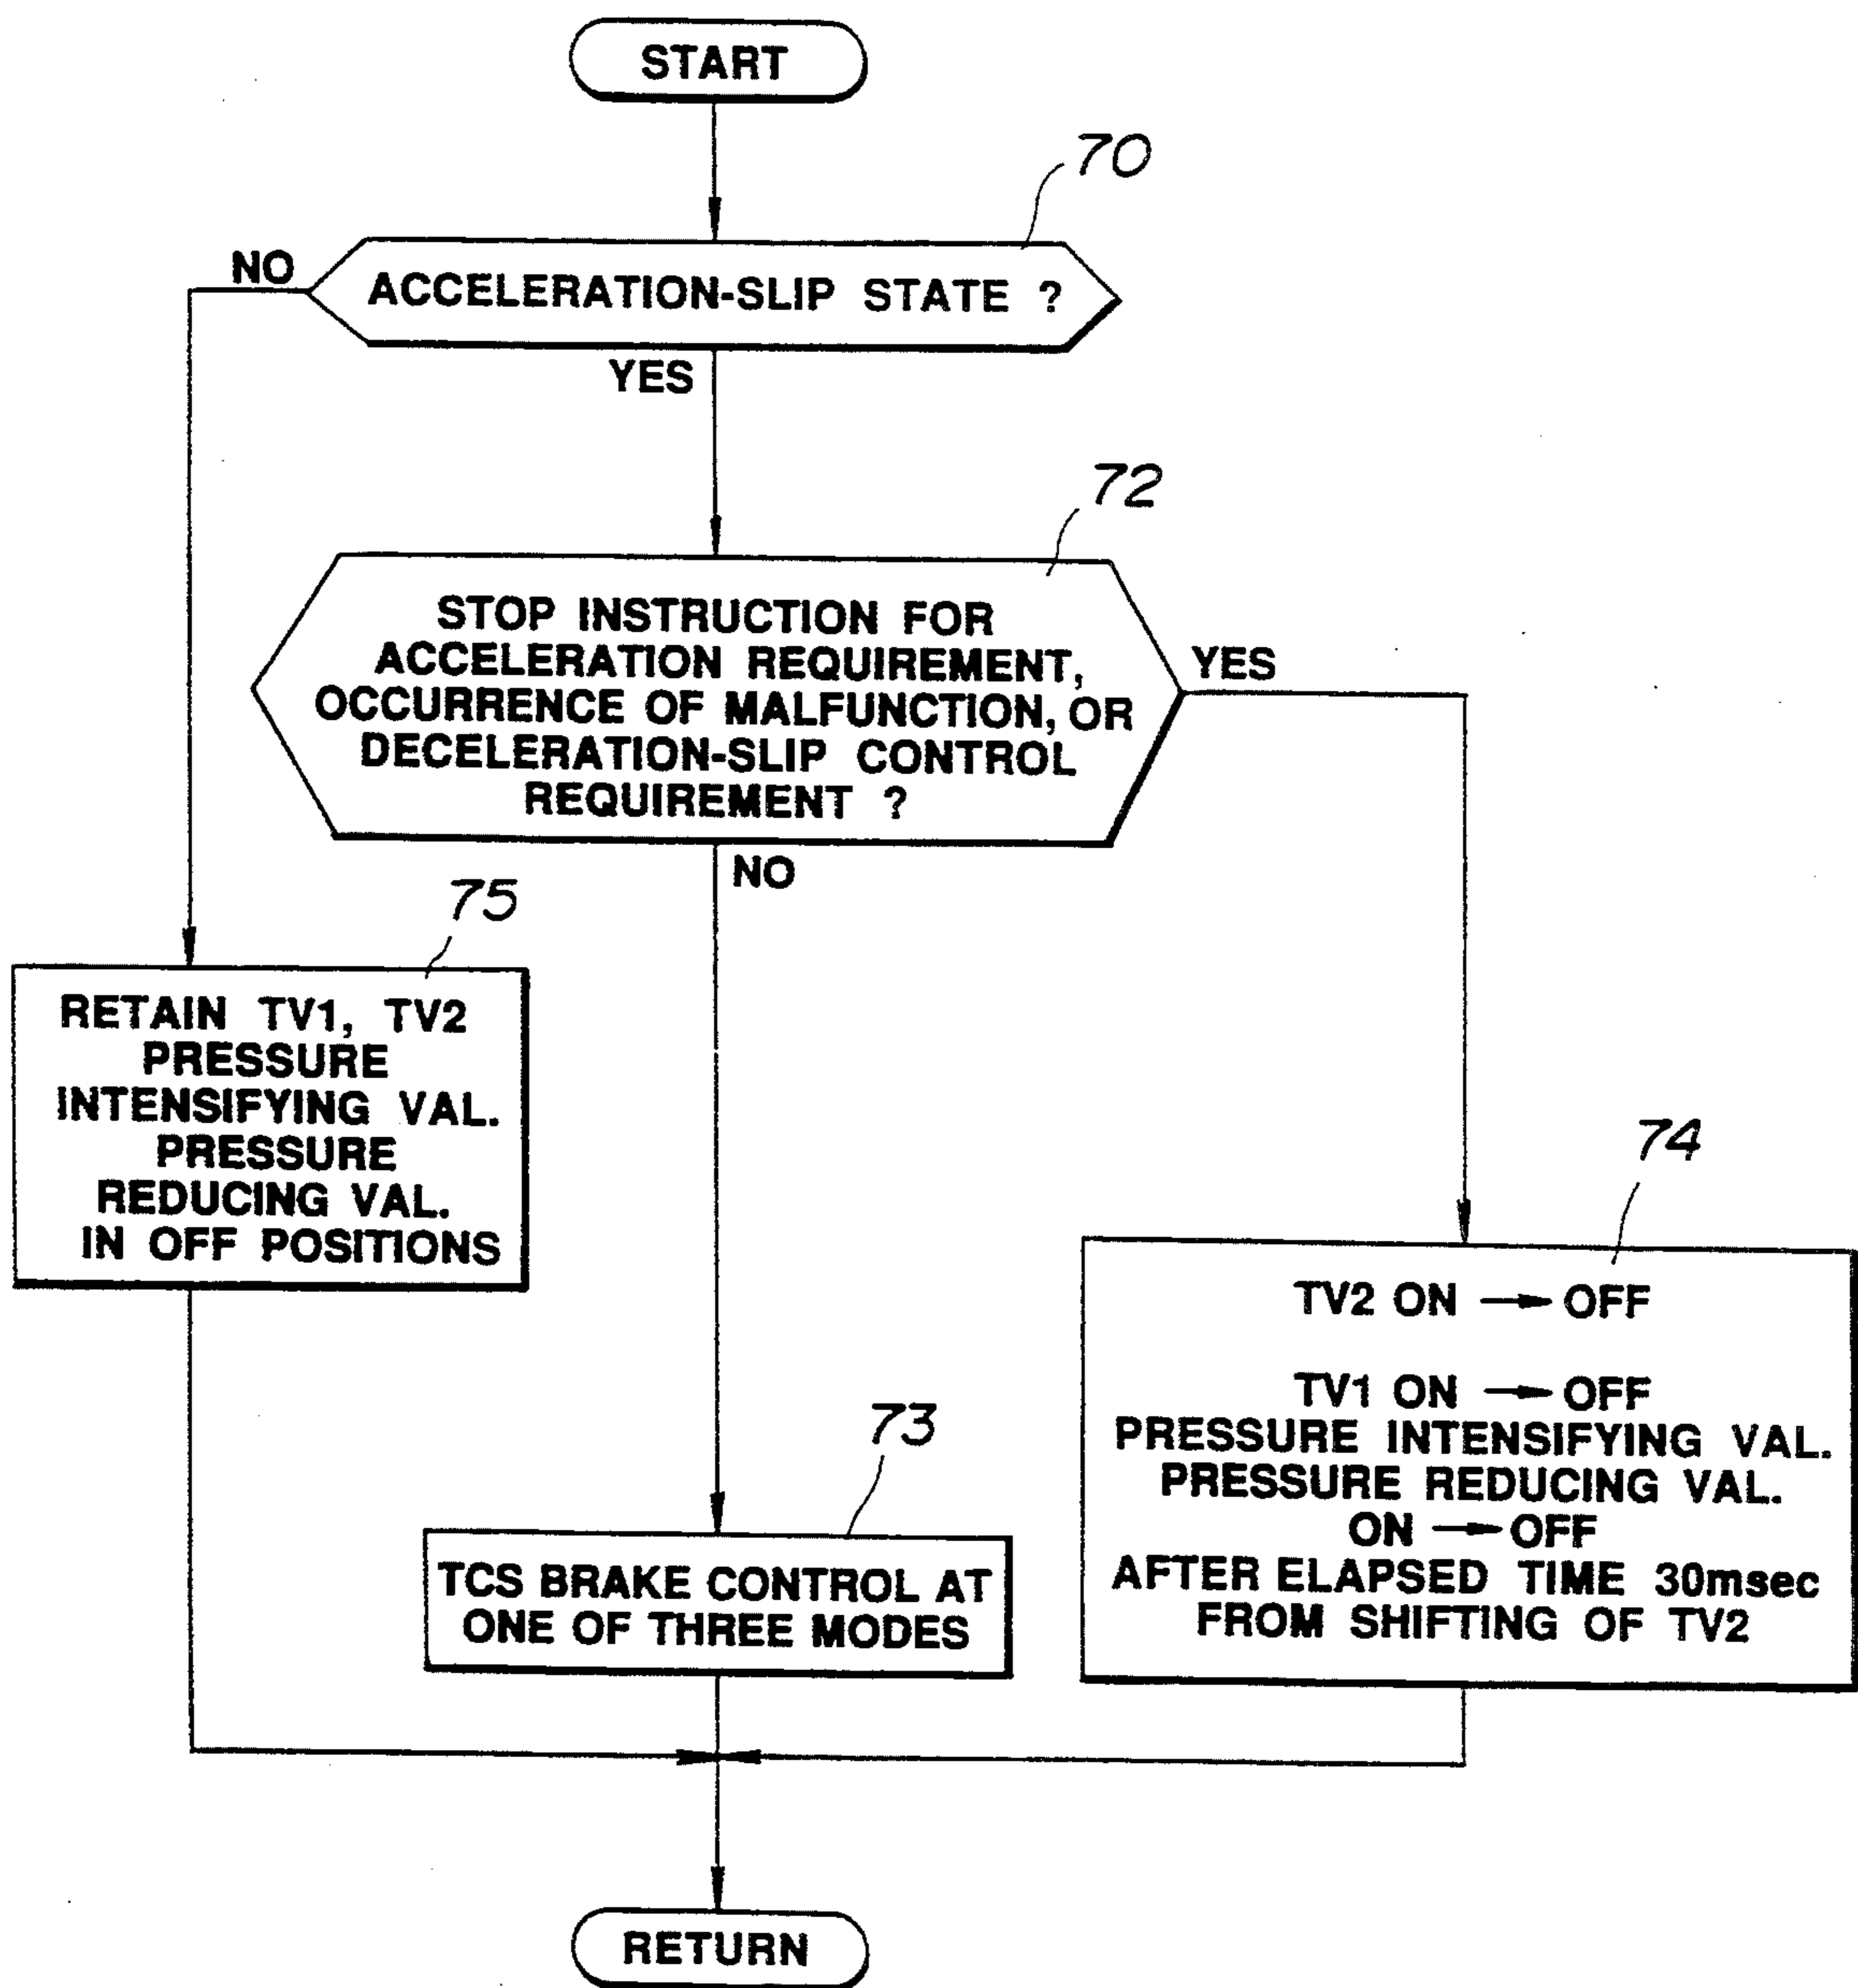 START
70
NO
ACCELERATION-SLIP STATE ?
YES
72
STOP INSTRUCTION FOR
ACCELERATION REQUIREMENT,
OCCURRENCE OF MALFUNCTION, OR
DECELERATION-SLIP CONTROL
REQUIREMENT ?
YES
NO
75
RETAIN TV1, TV2
PRESSURE
INTENSIFYING VAL.
PRESSURE
REDUCING VAL.
IN OFF POSITIONS
74
TV2 ON → OFF
TV1 ON → OFF
PRESSURE INTENSIFYING VAL.
PRESSURE REDUCING VAL.
ON → OFF
AFTER ELAPSED TIME 30msec
FROM SHIFTING OF TV2
73
TCS BRAKE CONTROL AT
ONE OF THREE MODES
RETURN